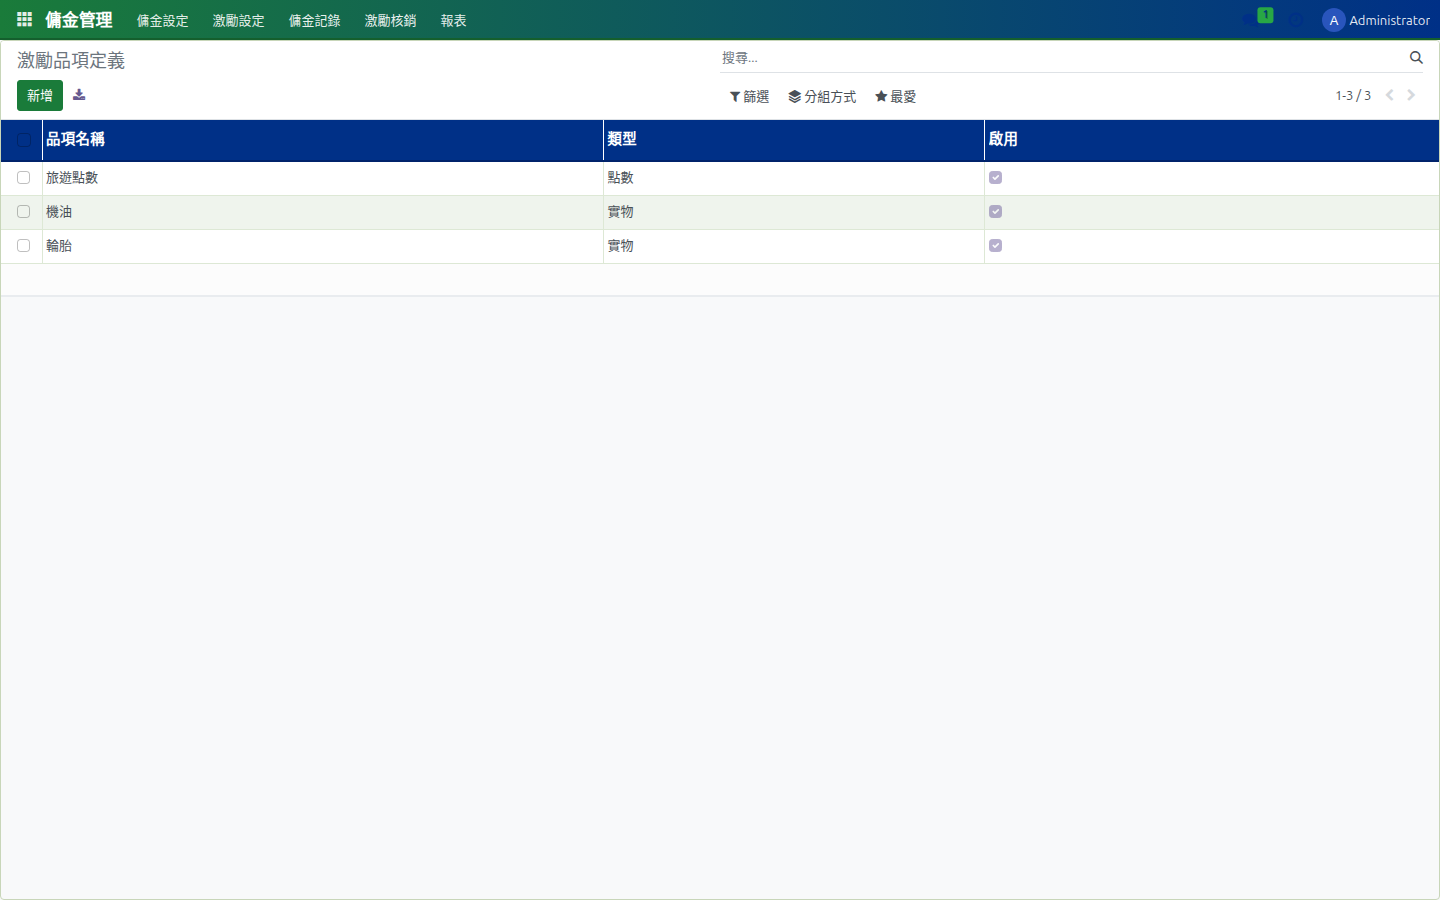 傭金管理 傭金設定 激勵設定 傭金記錄 激勵核銷 報表 1 A Administrator
激勵品項定義 搜尋...
新增 篩選 分組方式 最愛 1-3 / 3
品項名稱 類型 啟用
旅遊點數 點數
機油 實物
輪胎 實物